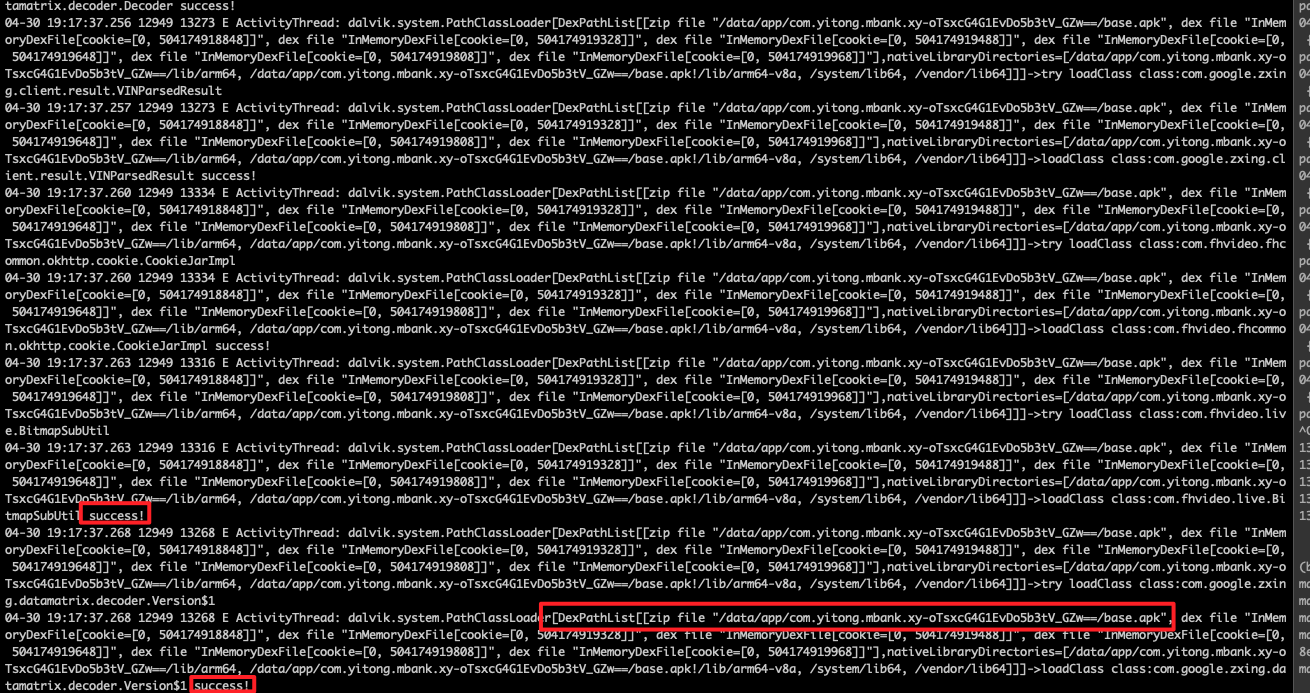 tamatrix.decoder.Decoder success!
04-30 19:17:37.256 12949 13273 E ActivityThread: dalvik.system.PathClassLoader[DexPathList[[zip file "/data/app/com.yitong.mbank.xy-oTsxcG4G1EvDo5b3tV_GZw==/base.apk", dex file "InMem
oryDexFile[cookie=[0, 504174918848]]", dex file "InMemoryDexFile[cookie=[0, 504174919328]]", dex file "InMemoryDexFile[cookie=[0, 504174919488]]", dex file "InMemoryDexFile[cookie=[0,
504174919648]]", dex file "InMemoryDexFile[cookie=[0, 504174919808]]", dex file "InMemoryDexFile[cookie=[0, 504174919968]]"],nativeLibraryDirectories=[/data/app/com.yitong.mbank.xy-o
TsxcG4G1EvDo5b3tV_GZw==/lib/arm64, /data/app/com.yitong.mbank.xy-oTsxcG4G1EvDo5b3tV_GZw==/base.apk!/lib/arm64-v8a, /system/lib64, /vendor/lib64]]]->try loadClass class:com.google.zxin
g.client.result.VINParsedResult
04-30 19:17:37.257 12949 13273 E ActivityThread: dalvik.system.PathClassLoader[DexPathList[[zip file "/data/app/com.yitong.mbank.xy-oTsxcG4G1EvDo5b3tV_GZw==/base.apk", dex file "InMem
oryDexFile[cookie=[0, 504174918848]]", dex file "InMemoryDexFile[cookie=[0, 504174919328]]", dex file "InMemoryDexFile[cookie=[0, 504174919488]]", dex file "InMemoryDexFile[cookie=[0,
504174919648]]", dex file "InMemoryDexFile[cookie=[0, 504174919808]]", dex file "InMemoryDexFile[cookie=[0, 504174919968]]"],nativeLibraryDirectories=[/data/app/com.yitong.mbank.xy-o
TsxcG4G1EvDo5b3tV_GZw==/lib/arm64, /data/app/com.yitong.mbank.xy-oTsxcG4G1EvDo5b3tV_GZw==/base.apk!/lib/arm64-v8a, /system/lib64, /vendor/lib64]]]->loadClass class:com.google.zxing.cl
ient.result.VINParsedResult success!
04-30 19:17:37.260 12949 13334 E ActivityThread: dalvik.system.PathClassLoader[DexPathList[[zip file "/data/app/com.yitong.mbank.xy-oTsxcG4G1EvDo5b3tV_GZw==/base.apk", dex file "InMem
oryDexFile[cookie=[0, 504174918848]]", dex file "InMemoryDexFile[cookie=[0, 504174919328]]", dex file "InMemoryDexFile[cookie=[0, 504174919488]]", dex file "InMemoryDexFile[cookie=[0,
504174919648]]", dex file "InMemoryDexFile[cookie=[0, 504174919808]]", dex file "InMemoryDexFile[cookie=[0, 504174919968]]"],nativeLibraryDirectories=[/data/app/com.yitong.mbank.xy-o
TsxcG4G1EvDo5b3tV_GZw==/lib/arm64, /data/app/com.yitong.mbank.xy-oTsxcG4G1EvDo5b3tV_GZw==/base.apk!/lib/arm64-v8a, /system/lib64, /vendor/lib64]]]->try loadClass class:com.fhvideo.fhc
ommon.okhttp.cookie.CookieJarImpl
04-30 19:17:37.260 12949 13334 E ActivityThread: dalvik.system.PathClassLoader[DexPathList[[zip file "/data/app/com.yitong.mbank.xy-oTsxcG4G1EvDo5b3tV_GZw==/base.apk", dex file "InMem
oryDexFile[cookie=[0, 504174918848]]", dex file "InMemoryDexFile[cookie=[0, 504174919328]]", dex file "InMemoryDexFile[cookie=[0, 504174919488]]", dex file "InMemoryDexFile[cookie=[0,
504174919648]]", dex file "InMemoryDexFile[cookie=[0, 504174919808]]", dex file "InMemoryDexFile[cookie=[0, 504174919968]]"],nativeLibraryDirectories=[/data/app/com.yitong.mbank.xy-o
TsxcG4G1EvDo5b3tV_GZw==/lib/arm64, /data/app/com.yitong.mbank.xy-oTsxcG4G1EvDo5b3tV_GZw==/base.apk!/lib/arm64-v8a, /system/lib64, /vendor/lib64]]]->loadClass class:com.fhvideo.fhcommo
n.okhttp.cookie.CookieJarImpl success!
04-30 19:17:37.263 12949 13316 E ActivityThread: dalvik.system.PathClassLoader[DexPathList[[zip file "/data/app/com.yitong.mbank.xy-oTsxcG4G1EvDo5b3tV_GZw==/base.apk", dex file "InMem
oryDexFile[cookie=[0, 504174918848]]", dex file "InMemoryDexFile[cookie=[0, 504174919328]]", dex file "InMemoryDexFile[cookie=[0, 504174919488]]", dex file "InMemoryDexFile[cookie=[0,
504174919648]]", dex file "InMemoryDexFile[cookie=[0, 504174919808]]", dex file "InMemoryDexFile[cookie=[0, 504174919968]]"],nativeLibraryDirectories=[/data/app/com.yitong.mbank.xy-o
TsxcG4G1EvDo5b3tV_GZw==/lib/arm64, /data/app/com.yitong.mbank.xy-oTsxcG4G1EvDo5b3tV_GZw==/base.apk!/lib/arm64-v8a, /system/lib64, /vendor/lib64]]]->try loadClass class:com.fhvideo.liv
e.BitmapSubUtil
04-30 19:17:37.263 12949 13316 E ActivityThread: dalvik.system.PathClassLoader[DexPathList[[zip file "/data/app/com.yitong.mbank.xy-oTsxcG4G1EvDo5b3tV_GZw==/base.apk", dex file "InMem
oryDexFile[cookie=[0, 504174918848]]", dex file "InMemoryDexFile[cookie=[0, 504174919328]]", dex file "InMemoryDexFile[cookie=[0, 504174919488]]", dex file "InMemoryDexFile[cookie=[0,
504174919648]]", dex file "InMemoryDexFile[cookie=[0, 504174919808]]", dex file "InMemoryDexFile[cookie=[0, 504174919968]]"],nativeLibraryDirectories=[/data/app/com.yitong.mbank.xy-o
TsxcG4G1EvDo5b3tV_GZw==/lib/arm64, /data/app/com.yitong.mbank.xy-oTsxcG4G1EvDo5b3tV_GZw==/base.apk!/lib/arm64-v8a, /system/lib64, /vendor/lib64]]]->loadClass class:com.fhvideo.live.Bi
tmapSubUtil success!
04-30 19:17:37.268 12949 13268 E ActivityThread: dalvik.system.PathClassLoader[DexPathList[[zip file "/data/app/com.yitong.mbank.xy-oTsxcG4G1EvDo5b3tV_GZw==/base.apk", dex file "InMem
oryDexFile[cookie=[0, 504174918848]]", dex file "InMemoryDexFile[cookie=[0, 504174919328]]", dex file "InMemoryDexFile[cookie=[0, 504174919488]]", dex file "InMemoryDexFile[cookie=[0,
504174919648]]", dex file "InMemoryDexFile[cookie=[0, 504174919808]]", dex file "InMemoryDexFile[cookie=[0, 504174919968]]"],nativeLibraryDirectories=[/data/app/com.yitong.mbank.xy-o
TsxcG4G1EvDo5b3tV_GZw==/lib/arm64, /data/app/com.yitong.mbank.xy-oTsxcG4G1EvDo5b3tV_GZw==/base.apk!/lib/arm64-v8a, /system/lib64, /vendor/lib64]]]->try loadClass class:com.google.zxin
g.datamatrix.decoder.Version$1
04-30 19:17:37.268 12949 13268 E ActivityThread: dalvik.system.PathClassLoader[DexPathList[[zip file "/data/app/com.yitong.mbank.xy-oTsxcG4G1EvDo5b3tV_GZw==/base.apk", dex file "InMem
oryDexFile[cookie=[0, 504174918848]]", dex file "InMemoryDexFile[cookie=[0, 504174919328]]", dex file "InMemoryDexFile[cookie=[0, 504174919488]]", dex file "InMemoryDexFile[cookie=[0,
504174919648]]", dex file "InMemoryDexFile[cookie=[0, 504174919808]]", dex file "InMemoryDexFile[cookie=[0, 504174919968]]"],nativeLibraryDirectories=[/data/app/com.yitong.mbank.xy-o
TsxcG4G1EvDo5b3tV_GZw==/lib/arm64, /data/app/com.yitong.mbank.xy-oTsxcG4G1EvDo5b3tV_GZw==/base.apk!/lib/arm64-v8a, /system/lib64, /vendor/lib64]]]->loadClass class:com.google.zxing.da
tamatrix.decoder.Version$1 success!